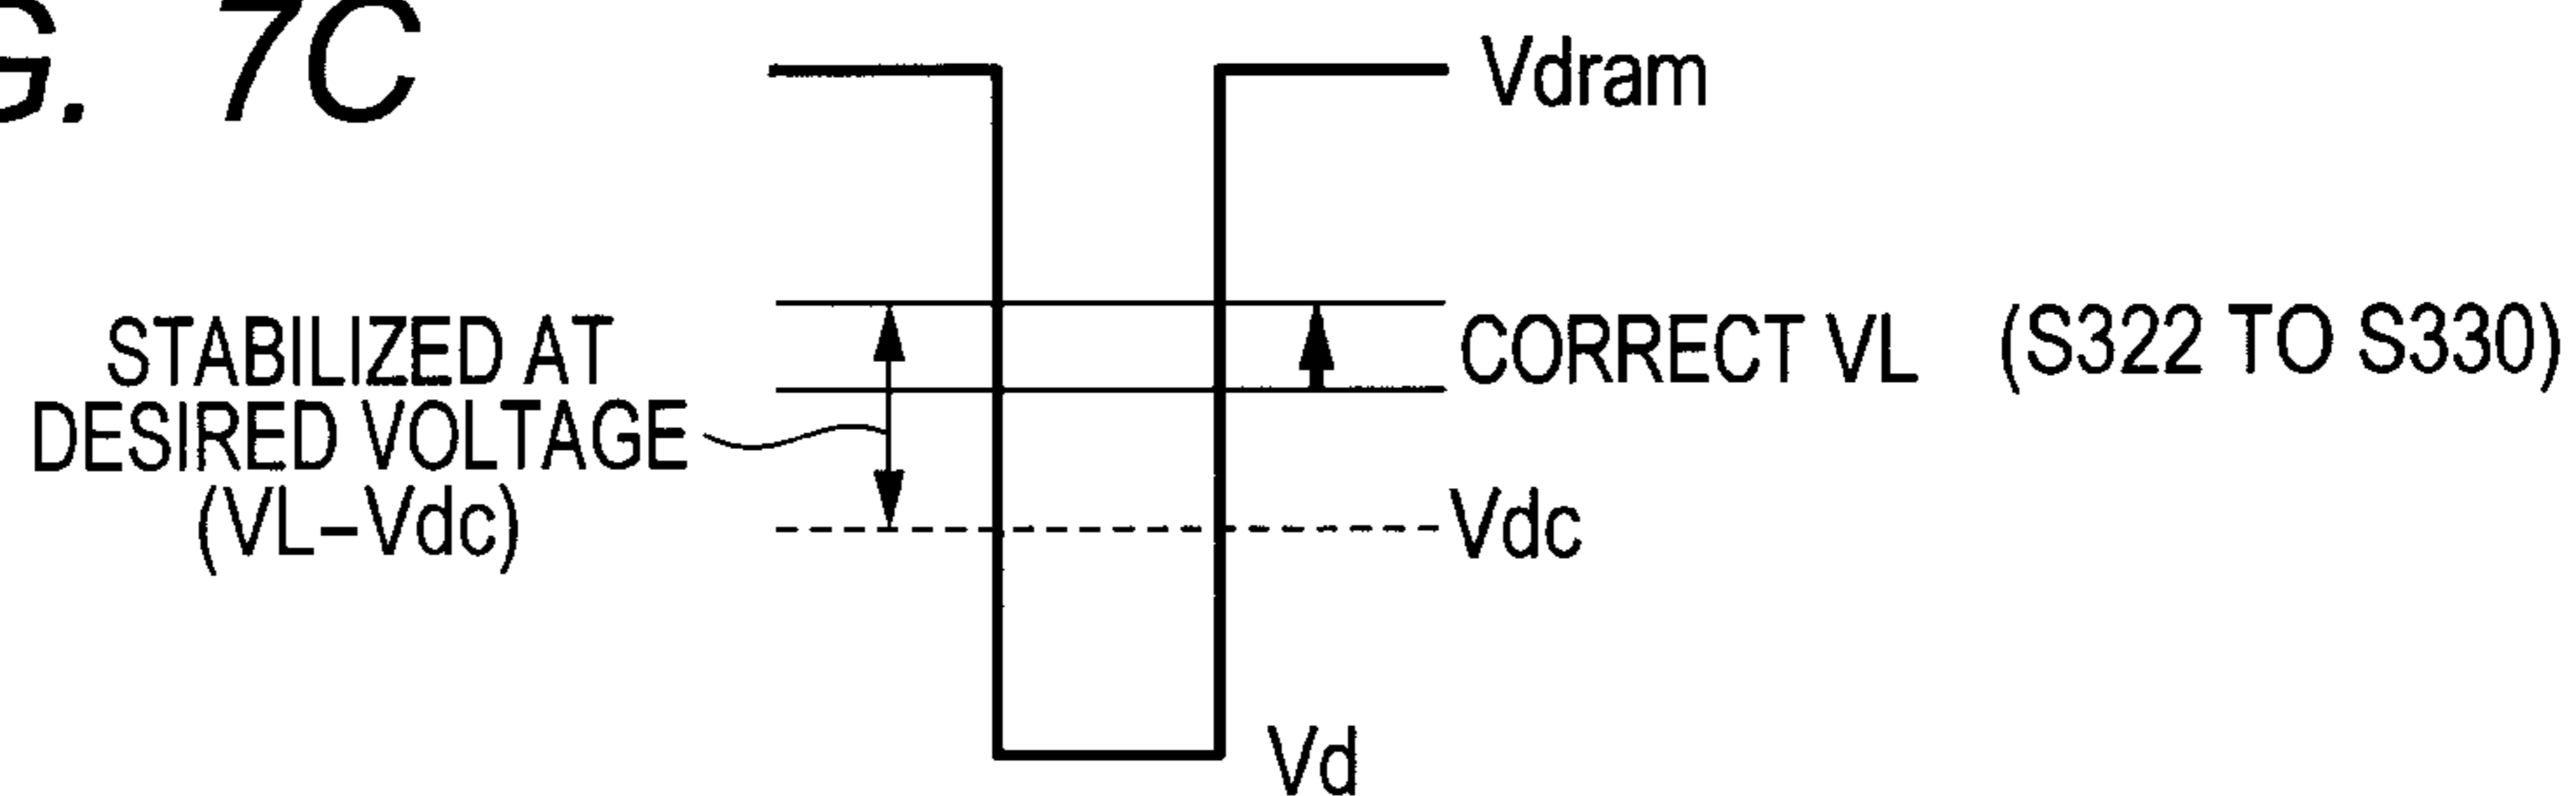 G. 7C
Vdram
STABILIZED AT
DESIRED VOLTAGE
(VL–Vdc)
CORRECT VL (S322 TO S330)
Vdc
Vd